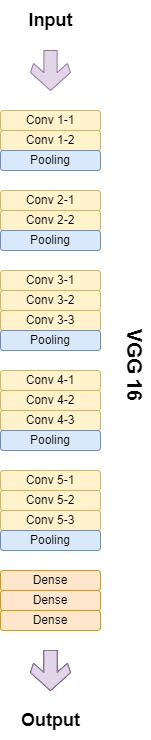 Input
Conv 1-1
Conv 1-2
Pooling
Conv 2-1
Conv 2-2
Pooling
Conv 3-1
Conv 3-2
Conv 3-3
Pooling
Conv 4-1
Conv 4-2
Conv 4-3
Pooling
Conv 5-1
Conv 5-2
Conv 5-3
Pooling
Dense
Dense
Dense
Output
VGG 16